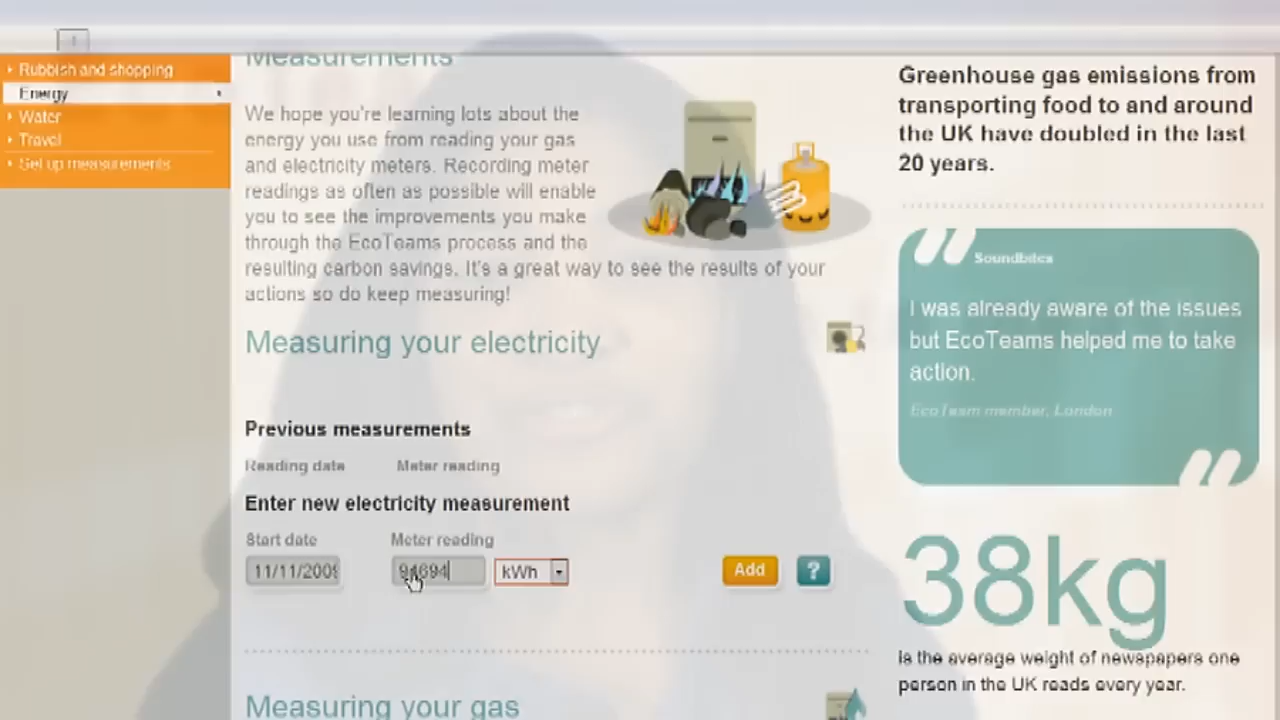 Rubbish and shopping
Energy
Water
Travel
Set up measurements
Measurements
We hope you're learning lots about the
energy you use from reading your gas
and electricity meters. Recording meter
readings as often as possible will enable
you to see the improvements you make
through the EcoTeams process and the
resulting carbon savings. It's a great way to see the results of your
actions so do keep measuring!
Measuring your electricity
Previous measurements
Reading date Meter reading
Enter new electricity measurement
Start date Meter reading
11/11/2009 94694 kWh Add ?
Measuring your gas
Greenhouse gas emissions from
transporting food to and around
the UK have doubled in the last
20 years.
Soundbites
I was already aware of the issues
but EcoTeams helped me to take
action.
EcoTeam member, London
38kg
Is the average weight of newspapers one
person in the UK reads every year.